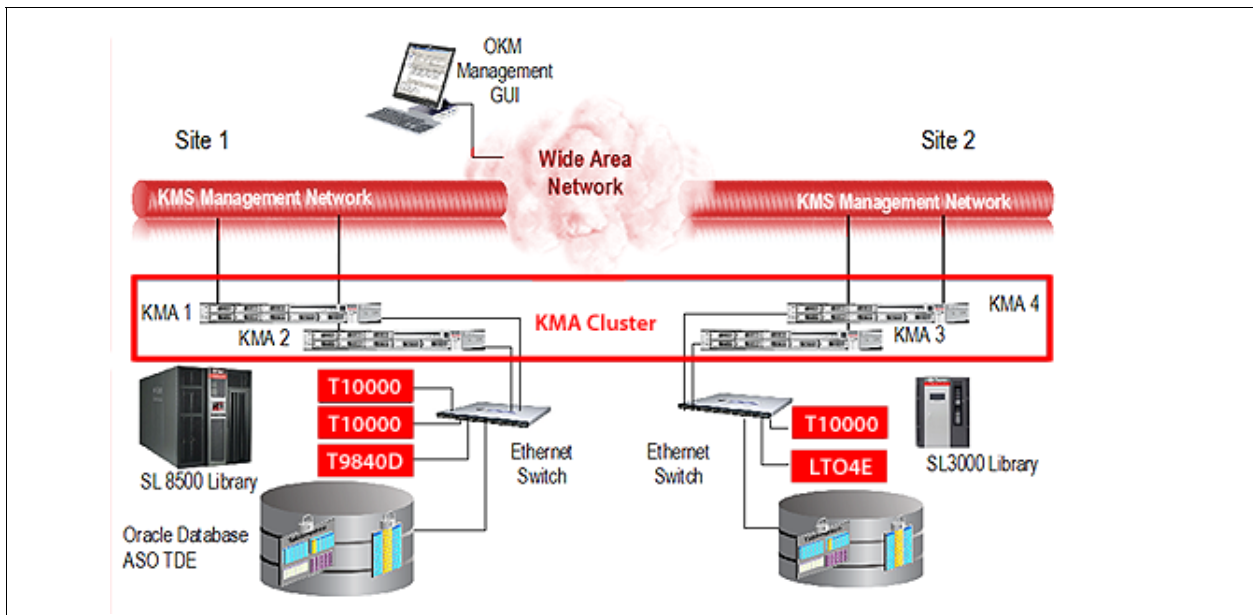 OKM
Management
GUI
Site 1
Site 2
Wide Area
Network
KMS Management Network
KMS Management Network
KMA 1
KMA 2
KMA Cluster
KMA 4
KMA 3
T10000
T10000
T9840D
SL 8500 Library
Ethernet
Switch
Ethernet
Switch
T10000
LTO4E
SL3000 Library
Oracle Database
ASO TDE